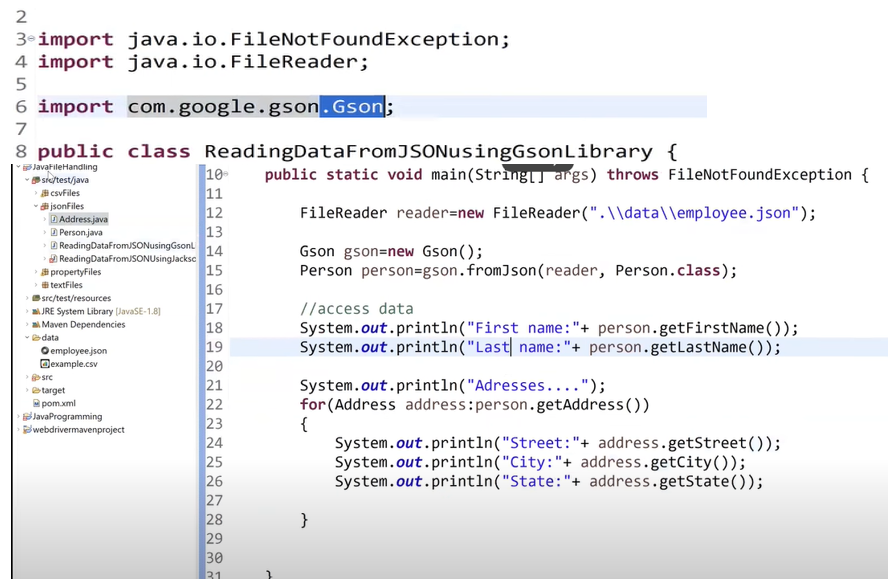 2
3 import java.io.FileNotFoundException;
4 import java.io.FileReader;
5
6 import com.google.gson.Gson;
7
8 public class ReadingDataFromJSONusingGsonLibrary {
JavaFileHandling
src/test/java
csvFiles
jsonFiles
Address.java
Person.java
ReadingDataFromJSONusingGsonL
ReadingDataFromJSONUsingJackso
propertyFiles
textFiles
src/test/resources
JRE System Library [JavaSE-1.8]
Maven Dependencies
data
employee.json
example.csv
src
target
pom.xml
JavaProgramming
webdrivermavenproject
10 public static void main(String[] args) throws FileNotFoundException {
11
12 FileReader reader=new FileReader(".\\data\\employee.json");
13
14 Gson gson=new Gson();
15 Person person=gson.fromJson(reader, Person.class);
16
17 //access data
18 System.out.println("First name:"+ person.getFirstName());
19 System.out.println("Last name:"+ person.getLastName());
20
21 System.out.println("Adresses....");
22 for(Address address:person.getAddress())
23 {
24 System.out.println("Street:"+ address.getStreet());
25 System.out.println("City:"+ address.getCity());
26 System.out.println("State:"+ address.getState());
27
28 }
29
30
31 }